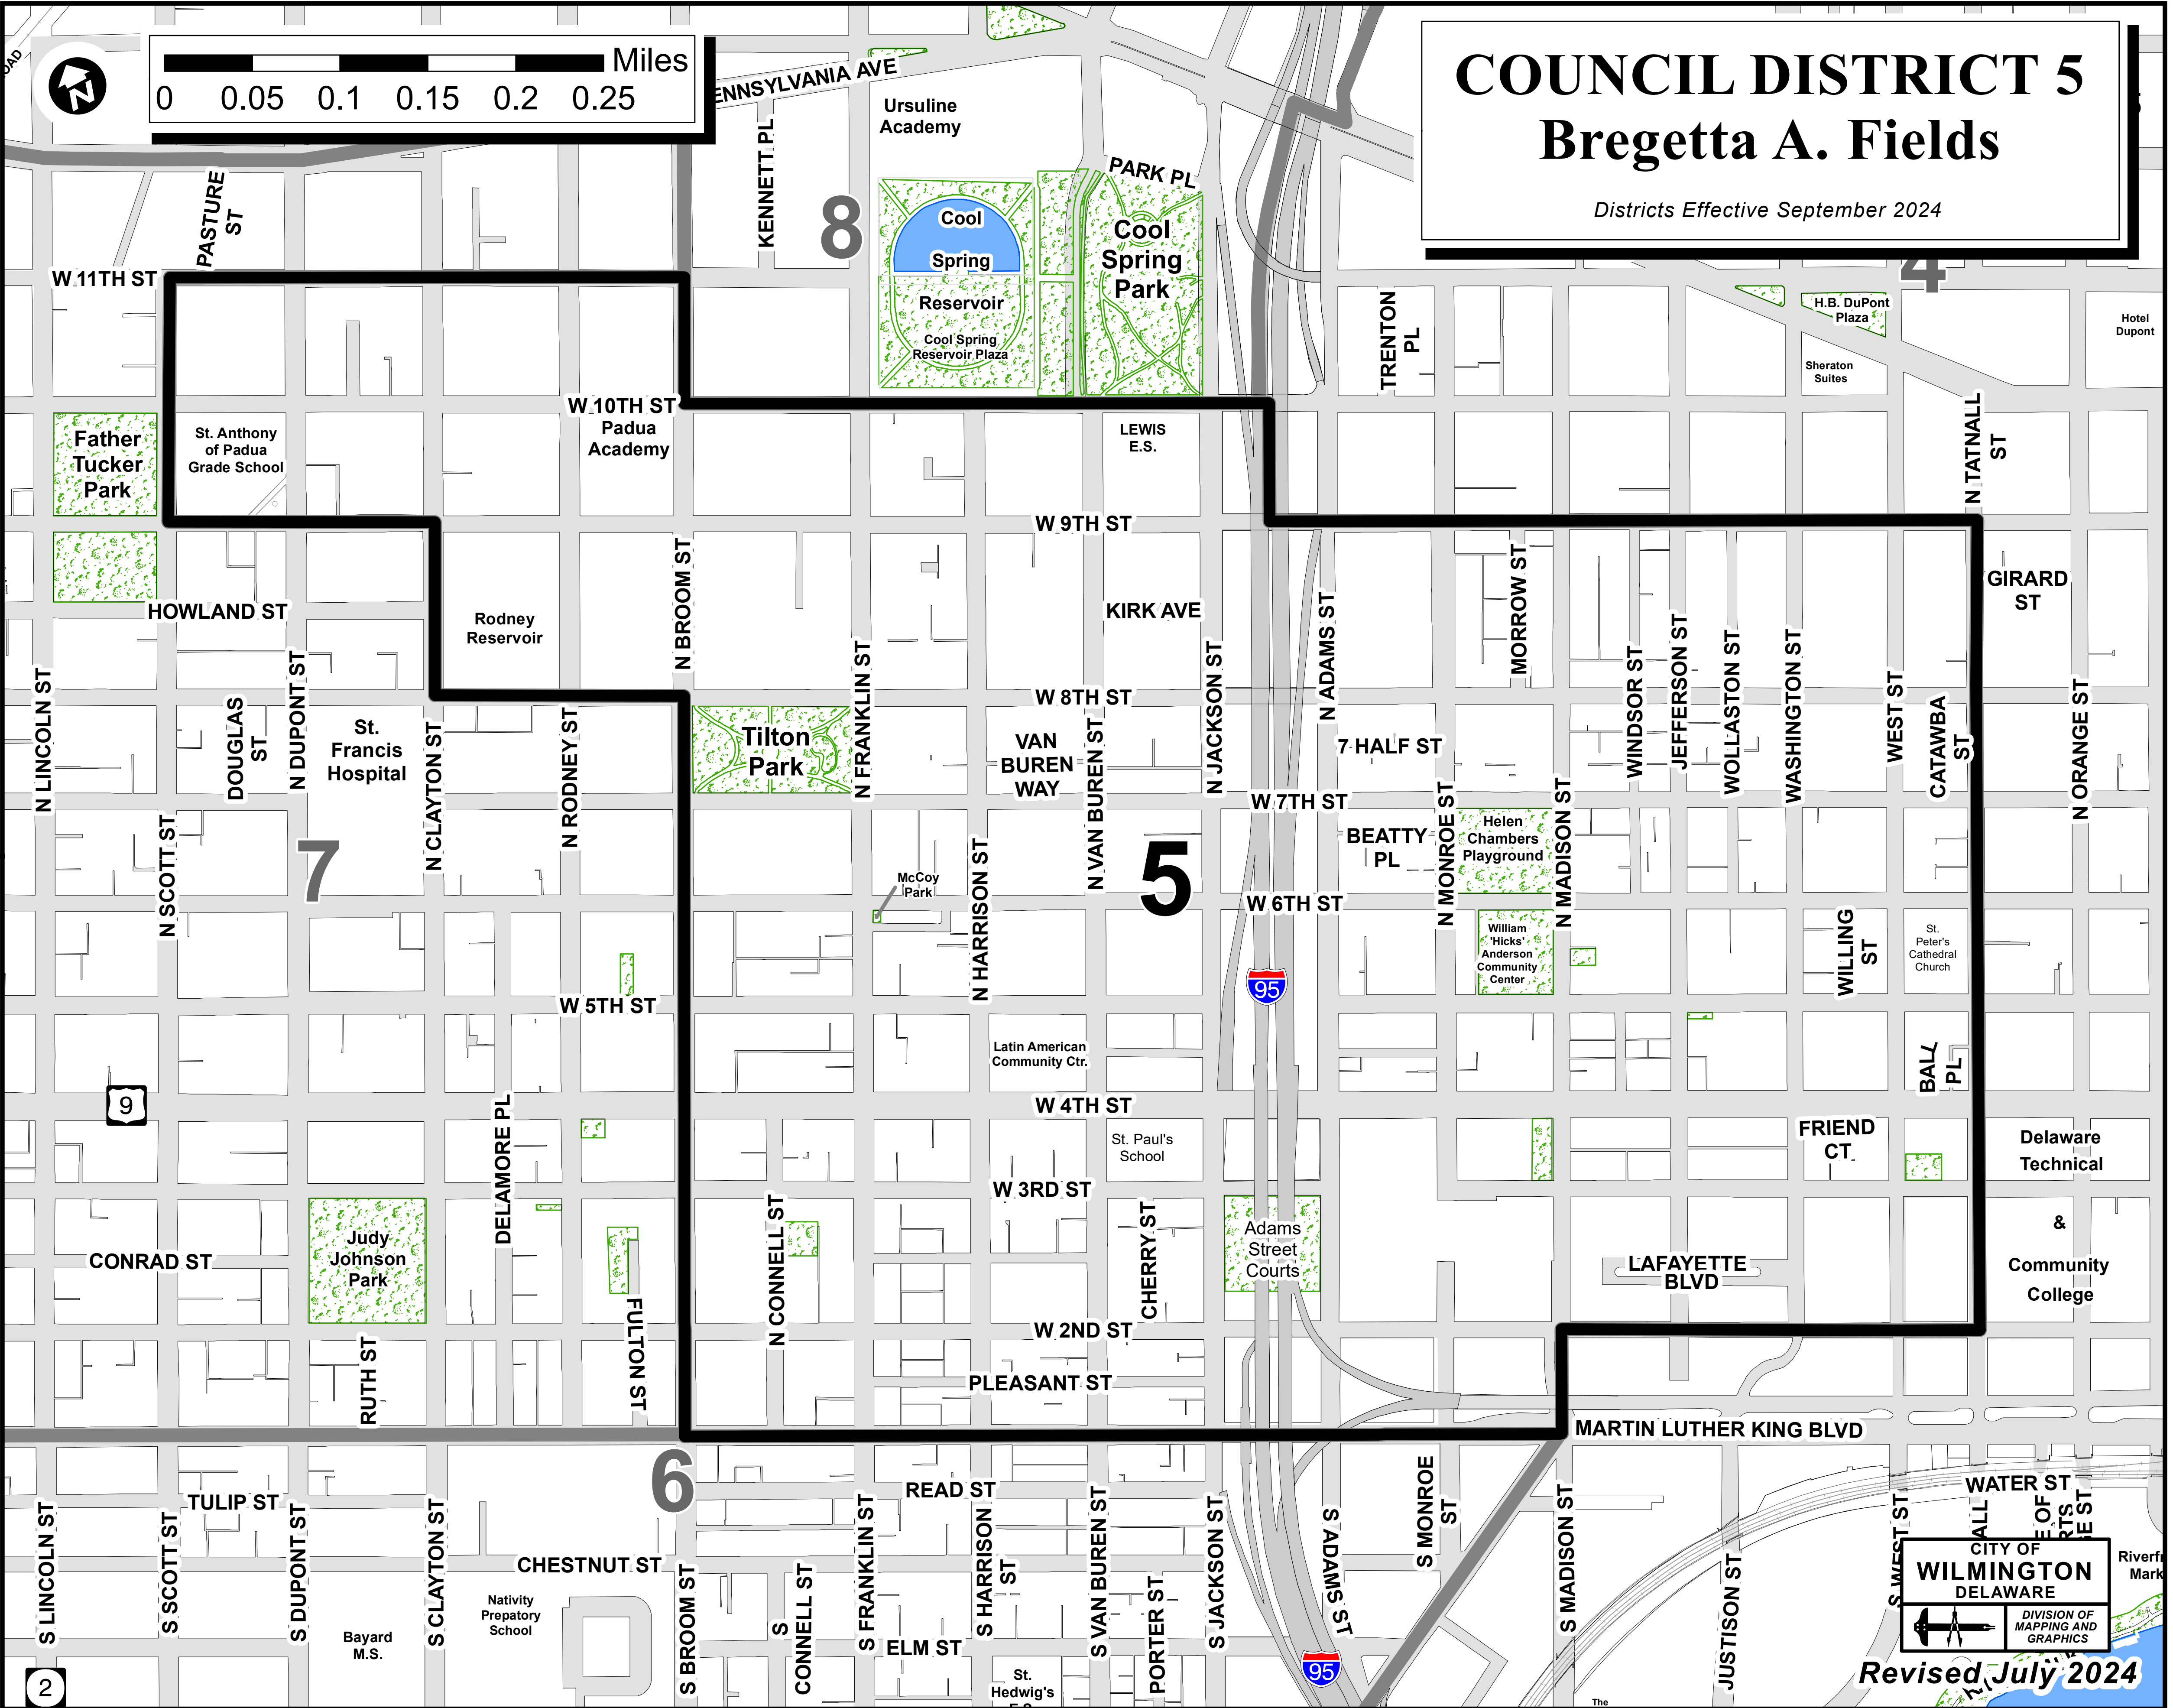 COUNCIL DISTRICT 5
Bregetta A. Fields
Districts Effective September 2024
N
Miles
0 0.05 0.1 0.15 0.2 0.25
ENNSYLVANIA AVE
Ursuline
Academy
KENNETT PL
PARK PL
8
PASTURE
ST
Cool
Spring
Reservoir
Cool Spring
Reservoir Plaza
Cool
Spring
Park
4
W 11TH ST
TRENTON
PL
H.B. DuPont
Plaza
Hotel
Dupont
Sheraton
Suites
W 10TH ST
Padua
Academy
Father
Tucker
Park
St. Anthony
of Padua
Grade School
LEWIS
E.S.
N TATNALL
ST
W 9TH ST
GIRARD
ST
HOWLAND ST
Rodney
Reservoir
N BROOM ST
KIRK AVE
N ADAMS ST
MORROW ST
WINDSOR ST
JEFFERSON ST
WOLLASTON ST
WASHINGTON ST
WEST ST
CATAWBA
ST
N ORANGE ST
N LINCOLN ST
DOUGLAS
ST
N DUPONT ST
St.
Francis
Hospital
N CLAYTON ST
N RODNEY ST
Tilton
Park
N FRANKLIN ST
W 8TH ST
VAN
BUREN
WAY
N VAN BUREN ST
N JACKSON ST
7 HALF ST
W 7TH ST
BEATTY
PL
N MONROE ST
Helen
Chambers
Playground
N MADISON ST
N SCOTT ST
7
McCoy
Park
N HARRISON ST
5
W 6TH ST
William
'Hicks'
Anderson
Community
Center
WILLING
ST
St.
Peter's
Cathedral
Church
95
W 5TH ST
Latin American
Community Ctr.
BALL
PL
9
DELAMORE PL
W 4TH ST
St. Paul's
School
FRIEND
CT
Delaware
Technical
&
Community
College
W 3RD ST
N CONNELL ST
CHERRY ST
Adams
Street
Courts
CONRAD ST
Judy
Johnson
Park
LAFAYETTE
BLVD
FULTON ST
RUTH ST
W 2ND ST
PLEASANT ST
MARTIN LUTHER KING BLVD
6
READ ST
WATER ST
TULIP ST
S LINCOLN ST
S SCOTT ST
S DUPONT ST
S CLAYTON ST
CHESTNUT ST
Nativity
Prepatory
School
Bayard
M.S.
S BROOM ST
S
CONNELL ST
S FRANKLIN ST
S HARRISON
ST
ELM ST
St.
Hedwig's
S VAN BUREN ST
PORTER ST
S JACKSON ST
S ADAMS ST
S MONROE
ST
S MADISON ST
JUSTISON ST
S WEST ST
95
2
The
CITY OF
WILMINGTON
DELAWARE
DIVISION OF
MAPPING AND
GRAPHICS
Revised July 2024